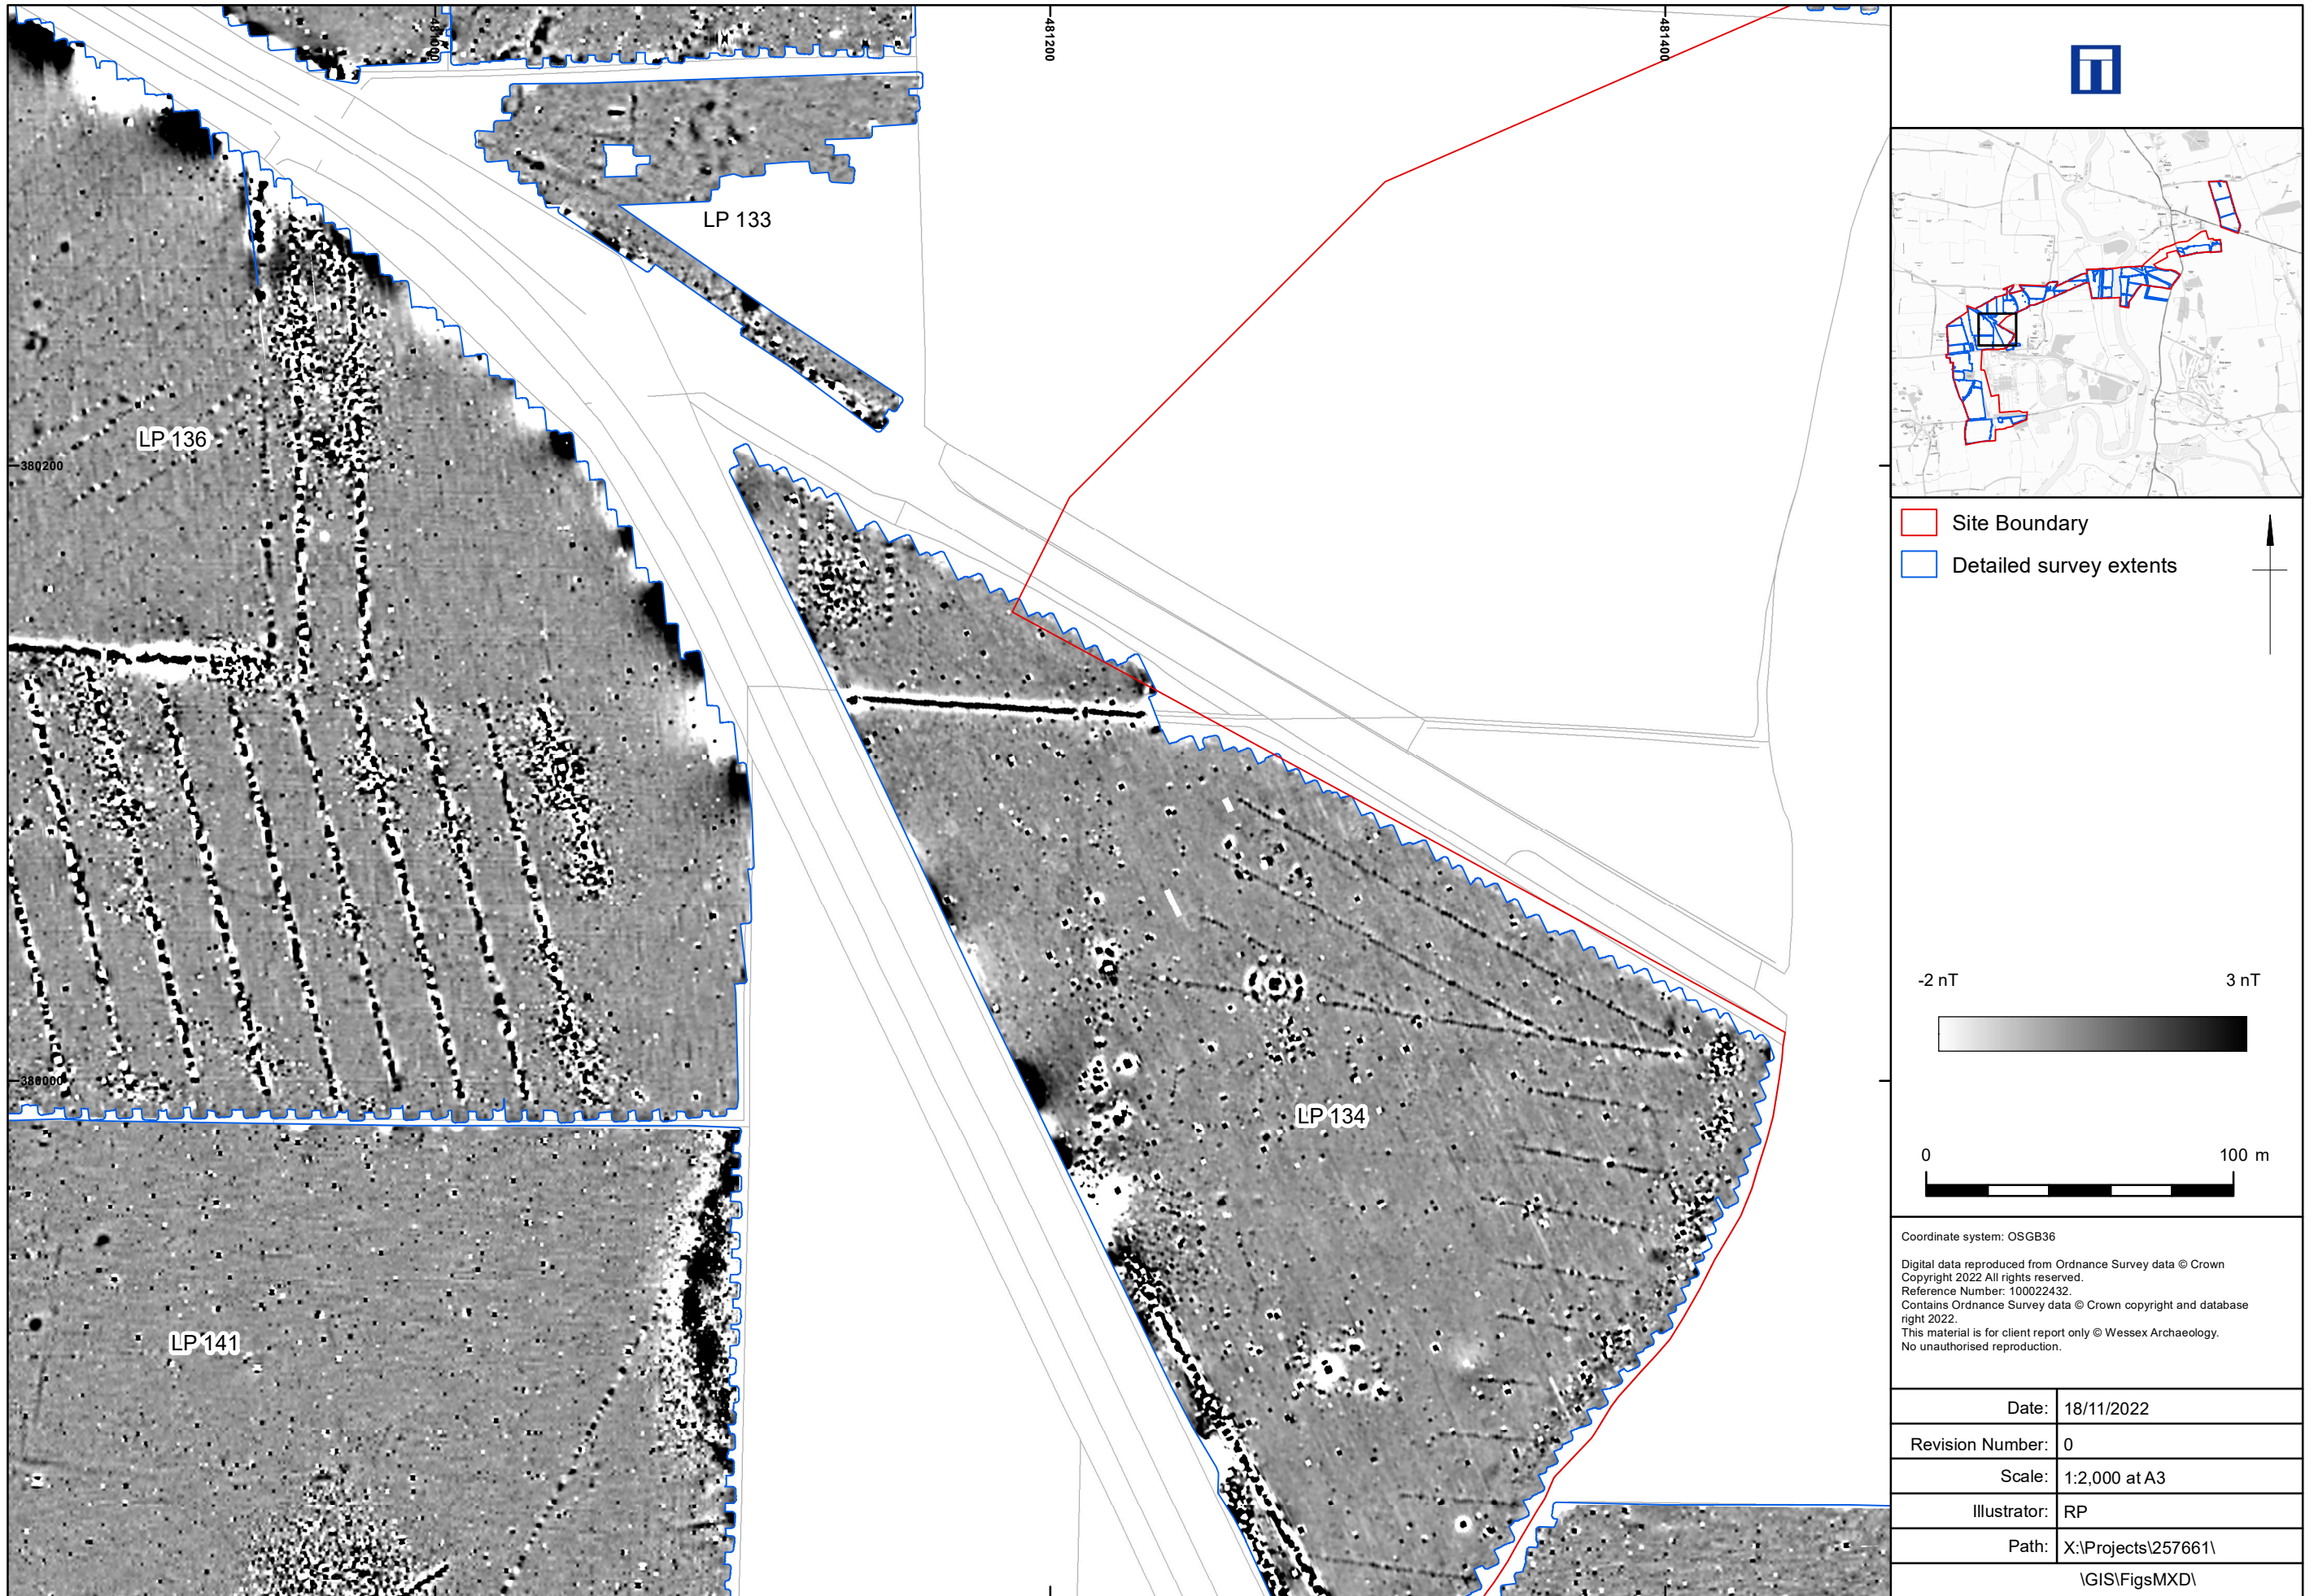 481000
481200
481400
LP 133
LP 136
380200
LP 134
380000
LP 141
Site Boundary
Detailed survey extents
-2 nT
3 nT
0
100 m
Coordinate system: OSGB36
Digital data reproduced from Ordnance Survey data © Crown
Copyright 2022 All rights reserved.
Reference Number: 100022432.
Contains Ordnance Survey data © Crown copyright and database
right 2022.
This material is for client report only © Wessex Archaeology.
No unauthorised reproduction.
Date: 18/11/2022
Revision Number: 0
Scale: 1:2,000 at A3
Illustrator: RP
Path: X:\Projects\257661\
\GIS\FigsMXD\